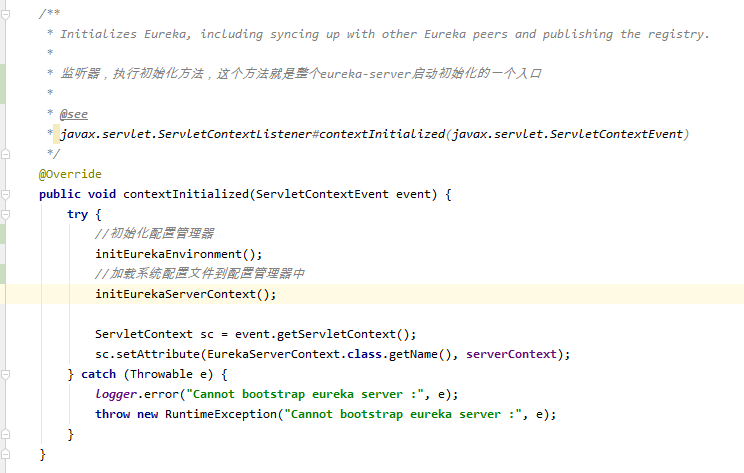 /**
 * Initializes Eureka, including syncing up with other Eureka peers and publishing the registry.
 *
 * 监听器，执行初始化方法，这个方法就是整个eureka-server启动初始化的一个入口
 *
 * @see
 * javax.servlet.ServletContextListener#contextInitialized(javax.servlet.ServletContextEvent)
 */
@Override
public void contextInitialized(ServletContextEvent event) {
    try {
        //初始化配置管理器
        initEurekaEnvironment();
        //加载系统配置文件到配置管理器中
        initEurekaServerContext();

        ServletContext sc = event.getServletContext();
        sc.setAttribute(EurekaServerContext.class.getName(), serverContext);
    } catch (Throwable e) {
        logger.error("Cannot bootstrap eureka server :", e);
        throw new RuntimeException("Cannot bootstrap eureka server :", e);
    }
}